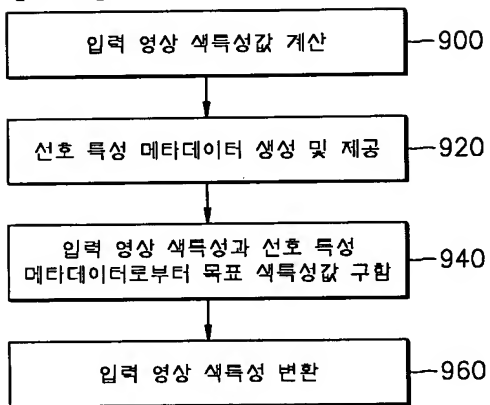 입력 영상 색특성값 계산
900
선호 특성 메타데이터 생성 및 제공
920
입력 영상 색특성과 선호 특성
메타데이터로부터 목표 색특성값 구함
940
입력 영상 색특성 변환
960